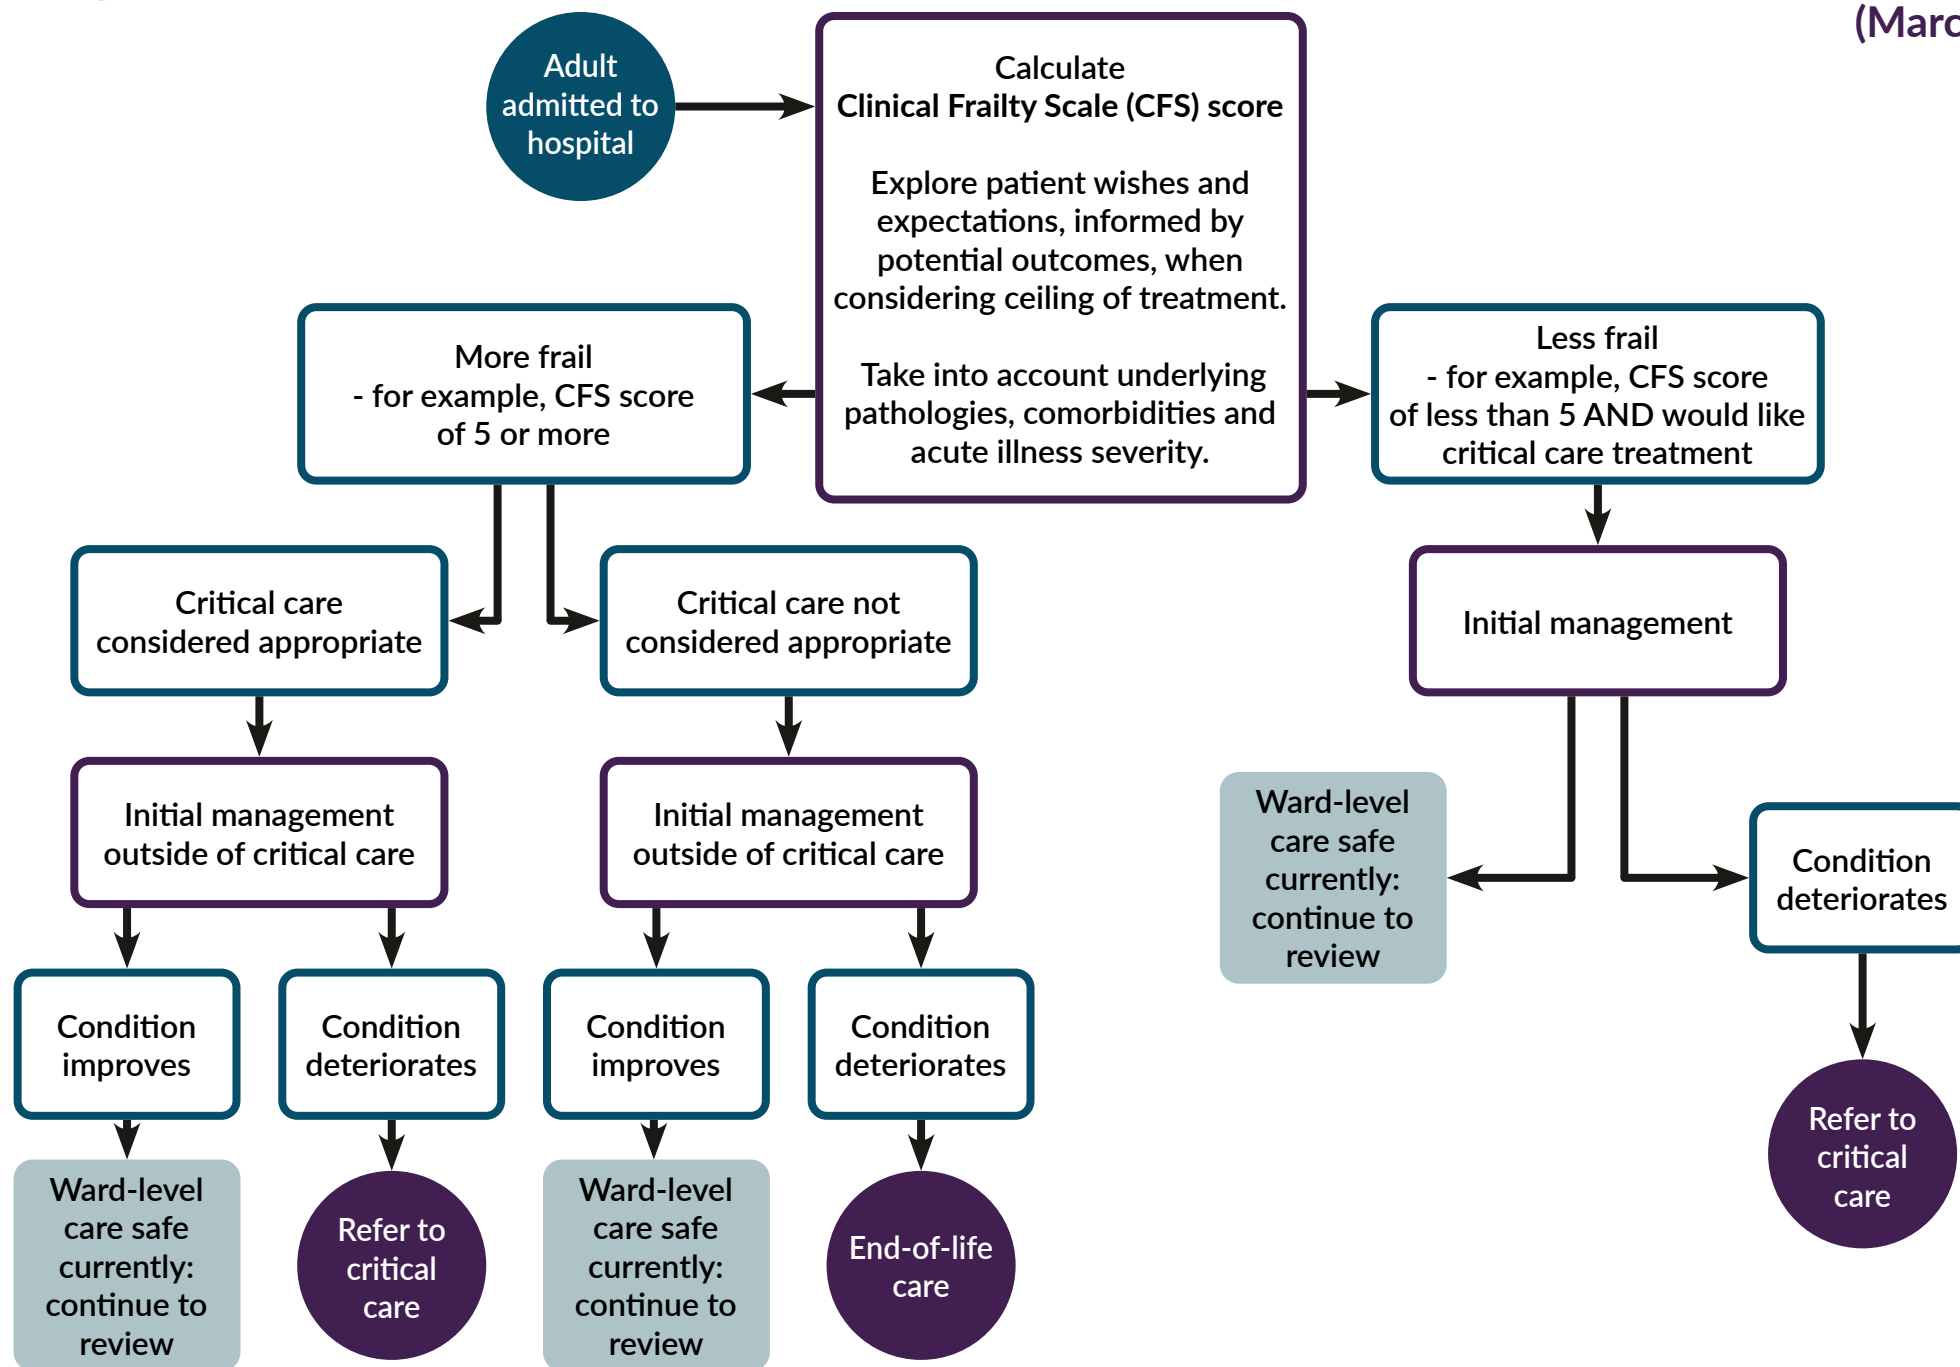 (Marc
Adult
admitted to
hospital
Calculate
Clinical Frailty Scale (CFS) score
Explore patient wishes and
expectations, informed by
potential outcomes, when
considering ceiling of treatment.
Take into account underlying
pathologies, comorbidities and
acute illness severity.
More frail
- for example, CFS score
of 5 or more
Less frail
- for example, CFS score
of less than 5 AND would like
critical care treatment
Critical care
considered appropriate
Critical care not
considered appropriate
Initial management
Initial management
outside of critical care
Initial management
outside of critical care
Ward-level
care safe
currently:
continue to
review
Condition
deteriorates
Condition
improves
Condition
deteriorates
Condition
improves
Condition
deteriorates
Refer to
critical
care
Ward-level
care safe
currently:
continue to
review
Refer to
critical
care
Ward-level
care safe
currently:
continue to
review
End-of-life
care